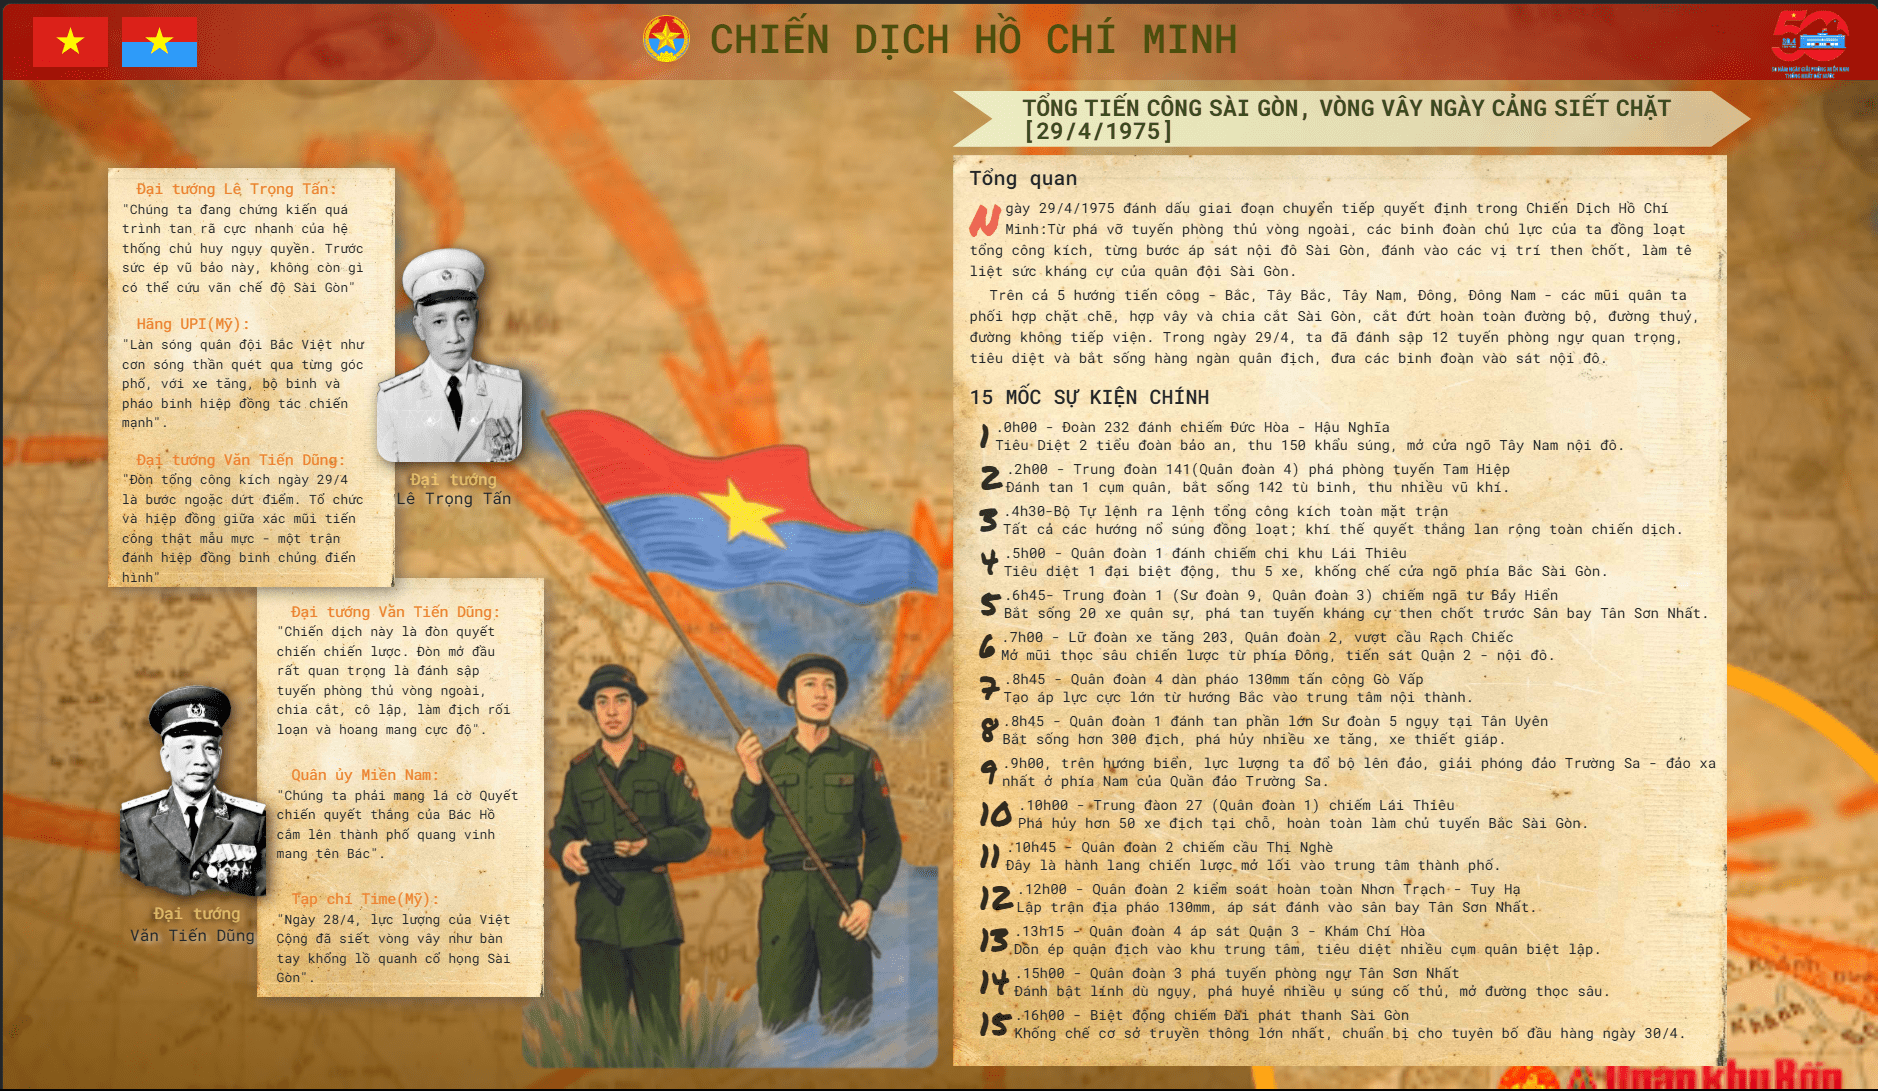 CHIẾN DỊCH HỒ CHÍ MINH
50
TỔNG TIẾN CÔNG SÀI GÒN, VÒNG VÂY NGÀY CẢNG SIẾT CHẶT
[29/4/1975]
Đại tướng Lê Trọng Tấn:
"Chúng ta đang chứng kiến quá
trình tan rã cực nhanh của hệ
thống chủ huy ngụy quyền. Trước
sức ép vũ bảo này, không còn gì
có thể cứu vãn chế độ Sài Gòn"
Hãng UPI(Mỹ):
"Làn sóng quân đội Bắc Việt như
cơn sóng thần quét qua từng góc
phố, với xe tăng, bộ binh và
pháo binh hiệp đồng tác chiến
mạnh".
Đại tướng Văn Tiến Dũng:
"Đòn tổng công kích ngày 29/4
là bước ngoặc dứt điểm. Tổ chức
và hiệp đồng giữa xác mũi tiến
công thật mẫu mực - một trận
đánh hiệp đồng binh chủng điển
hình"
Đại tướng
Lê Trọng Tấn
Đại tướng Văn Tiến Dũng:
"Chiến dịch này là đòn quyết
chiến chiến lược. Đòn mở đầu
rất quan trọng là đánh sập
tuyến phòng thủ vòng ngoài,
chia cắt, cô lập, làm địch rối
loạn và hoang mang cực độ".
Quân ủy Miền Nam:
"Chúng ta phải mang lá cờ Quyết
chiến quyết thắng của Bác Hồ
cắm lên thành phố quang vinh
mang tên Bác".
Tạp chí Time(Mỹ):
"Ngày 28/4, lực lượng của Việt
Cộng đã siết vòng vây như bàn
tay khổng lồ quanh cổ họng Sài
Gòn".
Đại tướng
Văn Tiến Dũng
Tổng quan
Ngày 29/4/1975 đánh dấu giai đoạn chuyển tiếp quyết định trong Chiến Dịch Hồ Chí
Minh:Từ phá vỡ tuyến phòng thủ vòng ngoài, các binh đoàn chủ lực của ta đồng loạt
tổng công kích, từng bước áp sát nội đô Sài Gòn, đánh vào các vị trí then chốt, làm tê
liệt sức kháng cự của quân đội Sài Gòn.
Trên cả 5 hướng tiến công - Bắc, Tây Bắc, Tây Nam, Đông, Đông Nam - các mũi quân ta
phối hợp chặt chẽ, hợp vây và chia cắt Sài Gòn, cắt đứt hoàn toàn đường bộ, đường thuỷ,
đường không tiếp viện. Trong ngày 29/4, ta đã đánh sập 12 tuyến phòng ngự quan trọng,
tiêu diệt và bắt sống hàng ngàn quân địch, đưa các binh đoàn vào sát nội đô.
15 MỐC SỰ KIỆN CHÍNH
1.0h00 - Đoàn 232 đánh chiếm Đức Hòa - Hậu Nghĩa
Tiêu Diệt 2 tiểu đoàn bảo an, thu 150 khẩu súng, mở cửa ngõ Tây Nam nội đô.
2.2h00 - Trung đoàn 141(Quân đoàn 4) phá phòng tuyến Tam Hiệp
Đánh tan 1 cụm quân, bắt sống 142 tù binh, thu nhiều vũ khí.
3.4h30-Bộ Tự lệnh ra lệnh tổng công kích toàn mặt trận
Tất cả các hướng nổ súng đồng loạt; khí thế quyết thắng lan rộng toàn chiến dịch.
4.5h00 - Quân đoàn 1 đánh chiếm chi khu Lái Thiêu
Tiêu diệt 1 đại biệt động, thu 5 xe, khống chế cửa ngõ phía Bắc Sài Gòn.
5.6h45- Trung đoàn 1 (Sư đoàn 9, Quân đoàn 3) chiếm ngã tư Bảy Hiền
Bắt sống 20 xe quân sự, phá tan tuyến kháng cự then chốt trước Sân bay Tân Sơn Nhất.
6.7h00 - Lữ đoàn xe tăng 203, Quân đoàn 2, vượt cầu Rạch Chiếc
Mở mũi thọc sâu chiến lược từ phía Đông, tiến sát Quận 2 - nội đô.
7.8h45 - Quân đoàn 4 dàn pháo 130mm tấn công Gò Vấp
Tạo áp lực cực lớn từ hướng Bắc vào trung tâm nội thành.
8.8h45 - Quân đoàn 1 đánh tan phần lớn Sư đoàn 5 ngụy tại Tân Uyên
Bắt sống hơn 300 địch, phá hủy nhiều xe tăng, xe thiết giáp.
9.9h00, trên hướng biển, lực lượng ta đổ bộ lên đảo, giải phóng đảo Trường Sa - đảo xa
nhất ở phía Nam của Quần đảo Trường Sa.
10.10h00 - Trung đàon 27 (Quân đoàn 1) chiếm Lái Thiêu
Phá hủy hơn 50 xe địch tại chỗ, hoàn toàn làm chủ tuyến Bắc Sài Gòn.
11.10h45 - Quân đoàn 2 chiếm cầu Thị Nghè
Đây là hành lang chiến lược mở lối vào trung tâm thành phố.
12.12h00 - Quân đoàn 2 kiểm soát hoàn toàn Nhơn Trạch - Tuy Hạ
Lập trận địa pháo 130mm, áp sát đánh vào sân bay Tân Sơn Nhất.
13.13h15 - Quân đoàn 4 áp sát Quận 3 - Khám Chí Hòa
Dồn ép quận địch vào khu trung tâm, tiêu diệt nhiều cụm quân biệt lập.
14.15h00 - Quân đoàn 3 phá tuyến phòng ngự Tân Sơn Nhất
Đánh bật lính dù ngụy, phá huyẻ nhiều ụ súng cố thủ, mở đường thọc sâu.
15.16h00 - Biệt động chiếm Đài phát thanh Sài Gòn
Khống chế cơ sở truyền thông lớn nhất, chuẩn bị cho tuyên bố đầu hàng ngày 30/4.